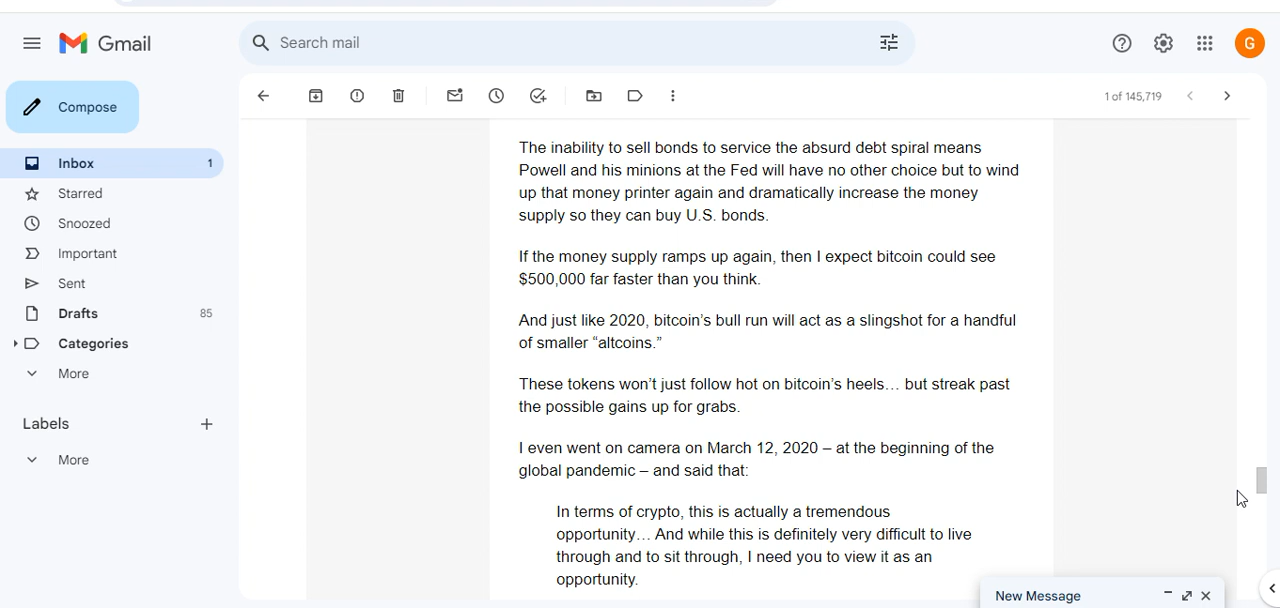 Gmail
Search mail
G
Compose
1 of 145,719
Inbox 1
Starred
Snoozed
Important
Sent
Drafts 85
Categories
More
Labels
More
The inability to sell bonds to service the absurd debt spiral means
Powell and his minions at the Fed will have no other choice but to wind
up that money printer again and dramatically increase the money
supply so they can buy U.S. bonds.
If the money supply ramps up again, then I expect bitcoin could see
$500,000 far faster than you think.
And just like 2020, bitcoin’s bull run will act as a slingshot for a handful
of smaller “altcoins.”
These tokens won’t just follow hot on bitcoin’s heels… but streak past
the possible gains up for grabs.
I even went on camera on March 12, 2020 – at the beginning of the
global pandemic – and said that:
In terms of crypto, this is actually a tremendous
opportunity… And while this is definitely very difficult to live
through and to sit through, I need you to view it as an
opportunity.
New Message